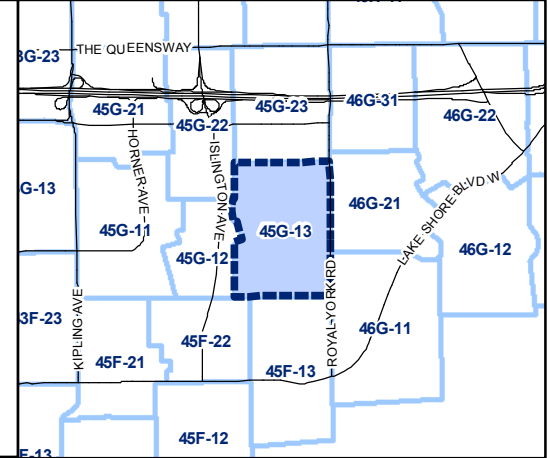 3G-23
THE QUEENSWAY
45G-21
45G-22
45G-23
46G-31
46G-22
HORNER AVE
ISLINGTON AVE
G-13
45G-11
45G-12
45G-13
46G-21
LAKE SHORE BLVD W
46G-12
3F-23
KIPLING AVE
ROYAL YORK RD
45F-22
46G-11
45F-21
45F-13
45F-12